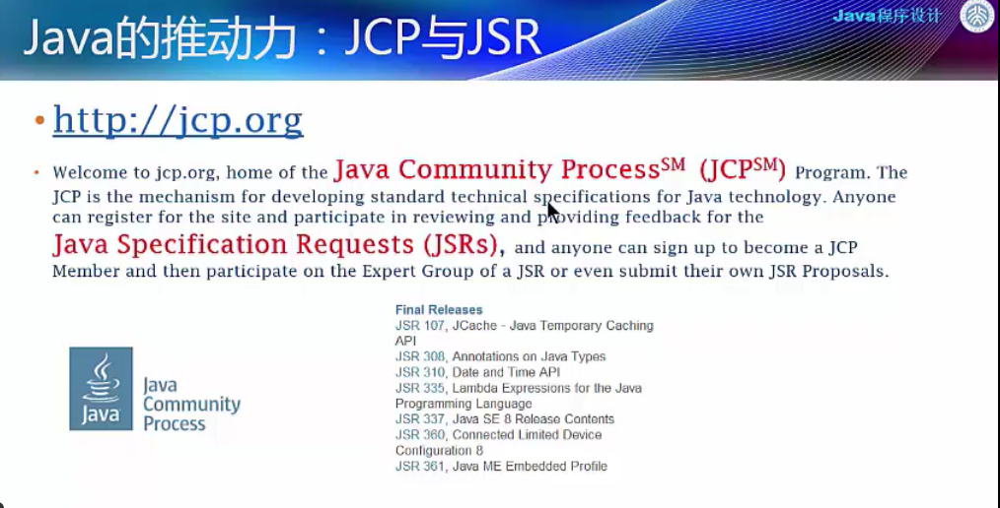 Java程序设计
Java的推动力：JCP与JSR
• http://jcp.org
• Welcome to jcp.org, home of the Java Community ProcessSM (JCPSM) Program. The
JCP is the mechanism for developing standard technical specifications for Java technology. Anyone
can register for the site and participate in reviewing and providing feedback for the
Java Specification Requests (JSRs), and anyone can sign up to become a JCP
Member and then participate on the Expert Group of a JSR or even submit their own JSR Proposals.
Final Releases
JSR 107, JCache - Java Temporary Caching
API
JSR 308, Annotations on Java Types
JSR 310, Date and Time API
JSR 335, Lambda Expressions for the Java
Programming Language
JSR 337, Java SE 8 Release Contents
JSR 360, Connected Limited Device
Configuration 8
JSR 361, Java ME Embedded Profile
Java
Java
Community
Process